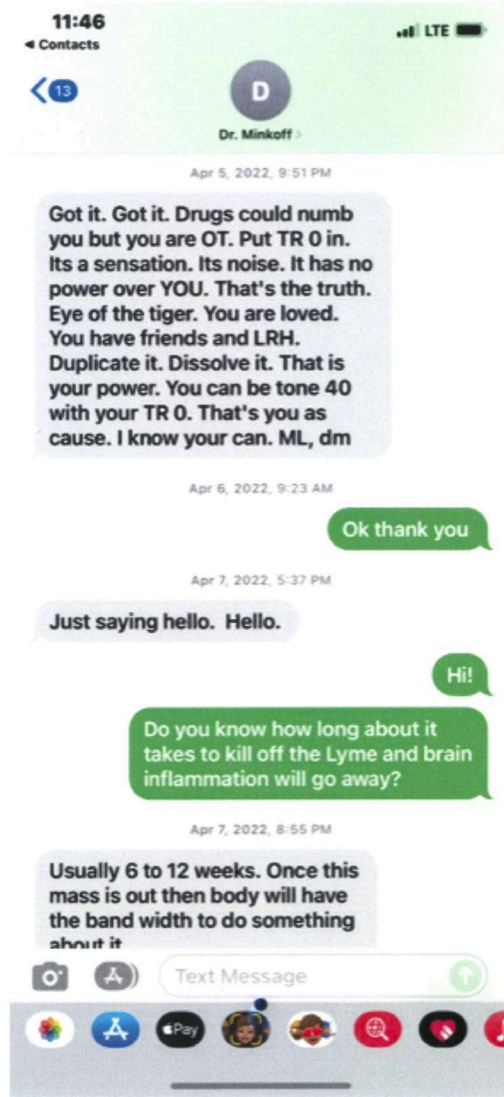 11:46
LTE
Contacts
13
D
Dr. Minkoff
Apr 5, 2022, 9:51 PM
Got it. Got it. Drugs could numb
you but you are OT. Put TR 0 in.
Its a sensation. Its noise. It has no
power over YOU. That's the truth.
Eye of the tiger. You are loved.
You have friends and LRH.
Duplicate it. Dissolve it. That is
your power. You can be tone 40
with your TR 0. That's you as
cause. I know your can. ML, dm
Apr 6, 2022, 9:23 AM
Ok thank you
Apr 7, 2022, 5:37 PM
Just saying hello. Hello.
Hi!
Do you know how long about it
takes to kill off the Lyme and brain
inflammation will go away?
Apr 7, 2022, 8:55 PM
Usually 6 to 12 weeks. Once this
mass is out then body will have
the band width to do something
about it
Text Message
Pay